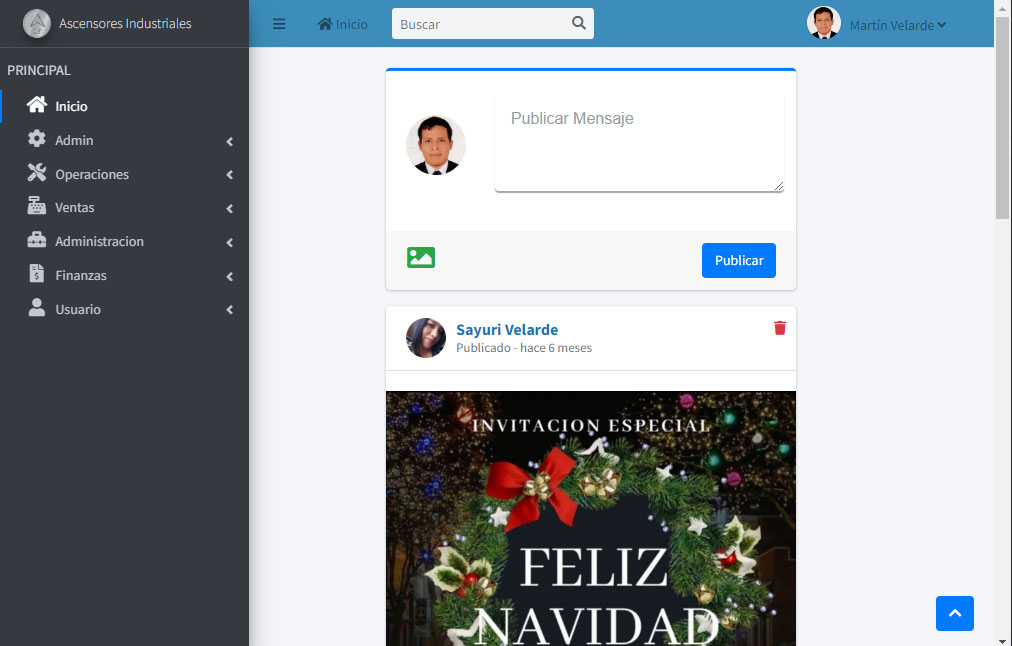 Ascensores Industriales
Inicio
Buscar
Martín Velarde
PRINCIPAL
Inicio
Admin
Operaciones
Ventas
Administracion
Finanzas
Usuario
Publicar Mensaje
Publicar
Sayuri Velarde
Publicado - hace 6 meses
INVITACION ESPECIAL
FELIZ
NAVIDAD